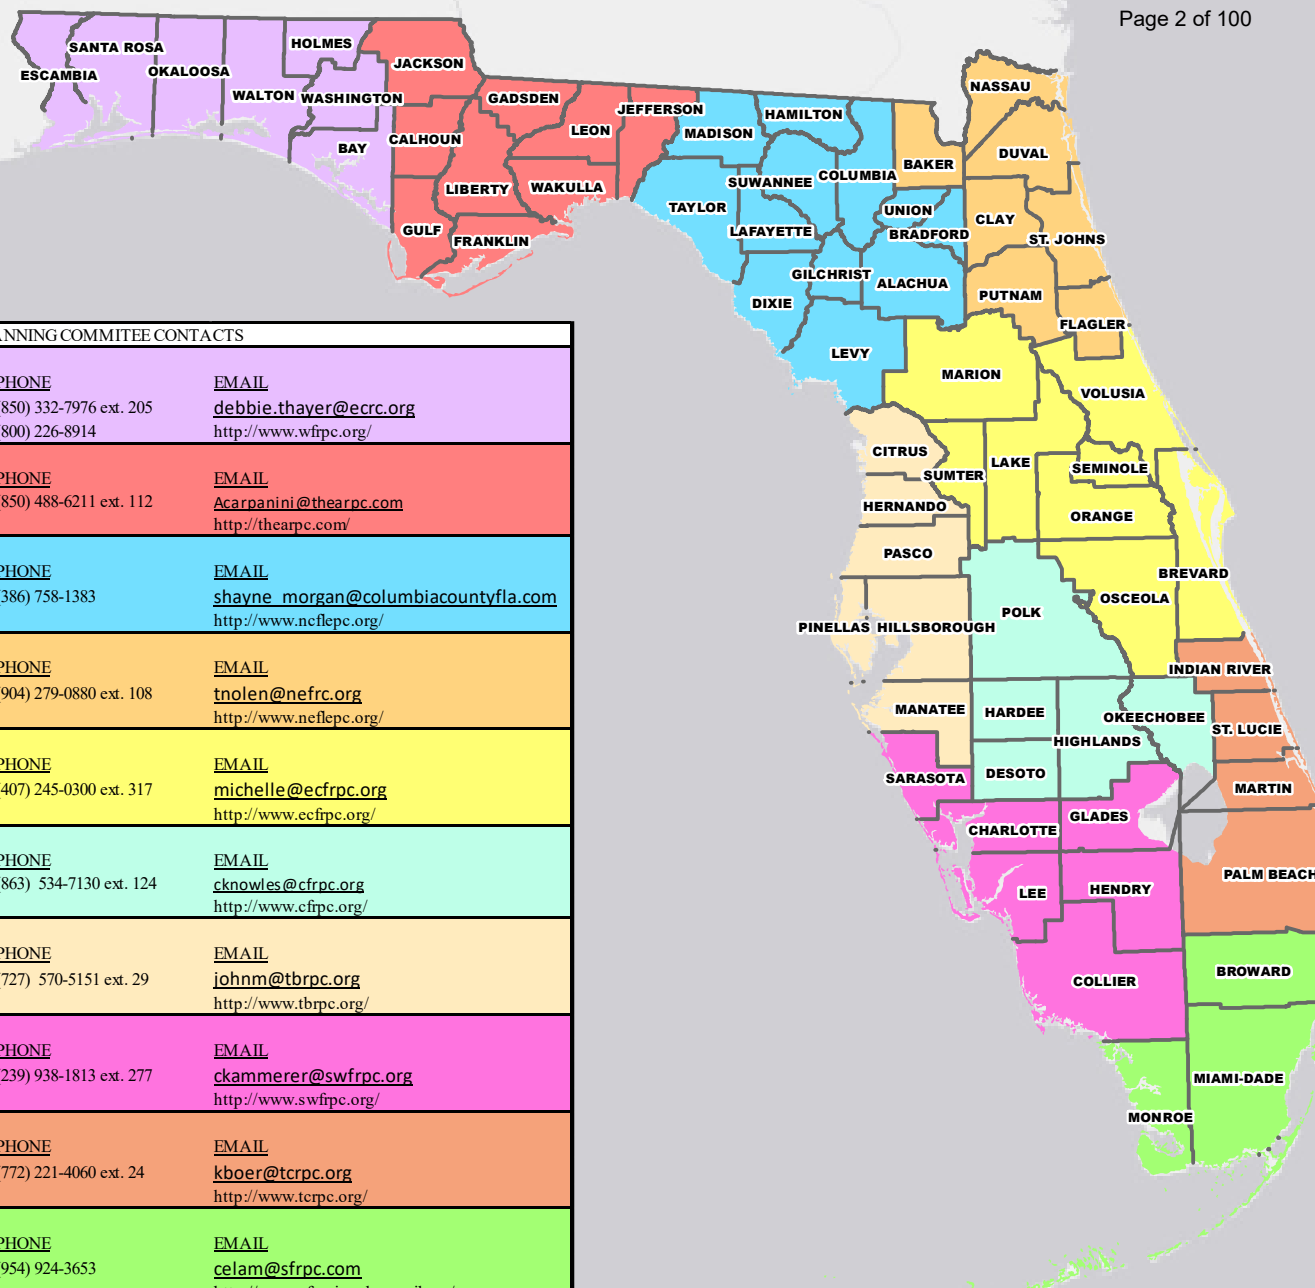 Page 2 of 100
HOLMES
SANTA ROSA
JACKSON
ESCAMBIA
OKALOOSA
NASSAU
WALTON
WASHINGTON
GADSDEN
JEFFERSON
HAMILTON
LEON
MADISON
CALHOUN
BAY
DUVAL
BAKER
COLUMBIA
SUWANNEE
LIBERTY
WAKULLA
TAYLOR
UNION
CLAY
GULF
LAFAYETTE
BRADFORD
ST. JOHNS
FRANKLIN
GILCHRIST
ALACHUA
DIXIE
PUTNAM
FLAGLER
LEVY
MARION
VOLUSIA
CITRUS
LAKE
SEMINOLE
SUMTER
HERNANDO
ORANGE
PASCO
BREVARD
OSCEOLA
POLK
PINELLAS
HILLSBOROUGH
INDIAN RIVER
MANATEE
HARDEE
OKEECHOBEE
ST. LUCIE
HIGHLANDS
SARASOTA
DESOTO
MARTIN
GLADES
CHARLOTTE
PALM BEACH
LEE
HENDRY
BROWARD
COLLIER
MIAMI-DADE
MONROE
ANNING COMMITEE CONTACTS
PHONE EMAIL
(850) 332-7976 ext. 205 debbie.thayer@ecrc.org
(800) 226-8914 http://www.wfrpc.org/
PHONE EMAIL
(850) 488-6211 ext. 112 Acarpanini@thearpc.com
http://thearpc.com/
PHONE EMAIL
(386) 758-1383 shayne_morgan@columbiacountyfla.com
http://www.ncflepc.org/
PHONE EMAIL
(904) 279-0880 ext. 108 tnolen@nefrc.org
http://www.neflepc.org/
PHONE EMAIL
(407) 245-0300 ext. 317 michelle@ecfrpc.org
http://www.ecfrpc.org/
PHONE EMAIL
(863) 534-7130 ext. 124 cknowles@cfrpc.org
http://www.cfrpc.org/
PHONE EMAIL
(727) 570-5151 ext. 29 johnm@tbrpc.org
http://www.tbrpc.org/
PHONE EMAIL
(239) 938-1813 ext. 277 ckammerer@swfrpc.org
http://www.swfrpc.org/
PHONE EMAIL
(772) 221-4060 ext. 24 kboer@tcrpc.org
http://www.tcrpc.org/
PHONE EMAIL
(954) 924-3653 celam@sfrpc.com